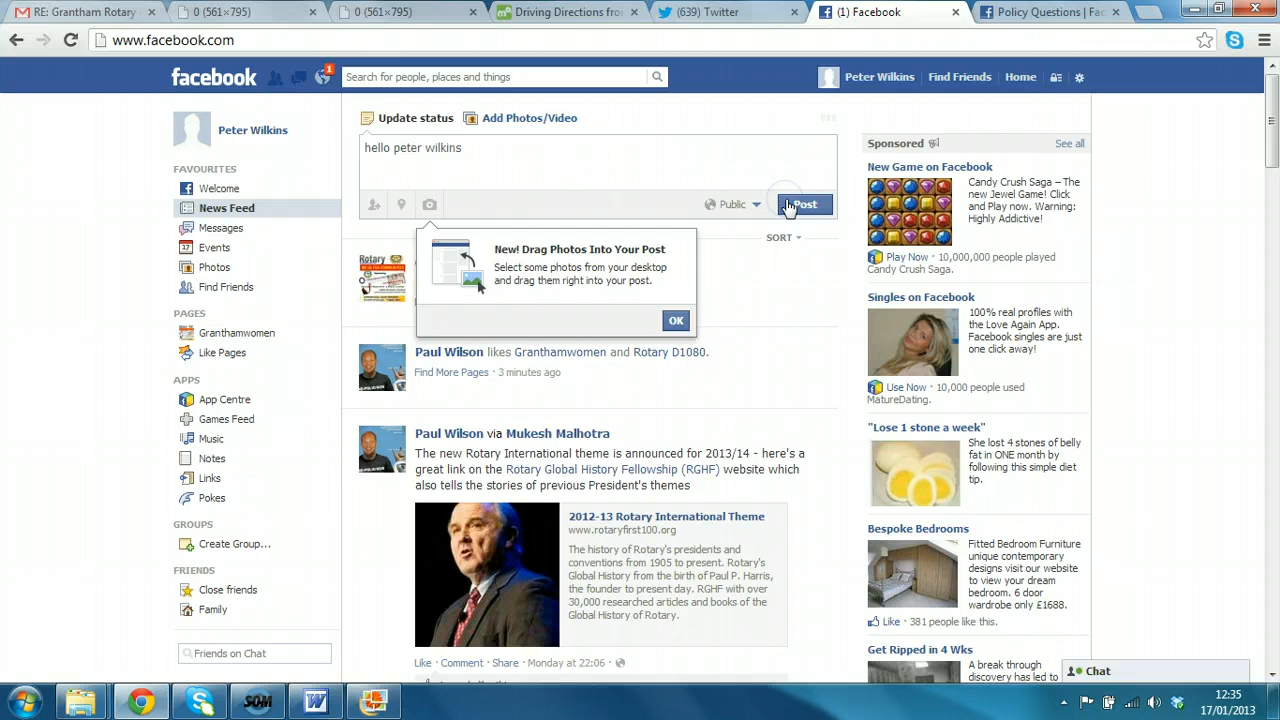 RE: Grantham Rotary
0 (561×795)
0 (561×795)
Driving Directions from
(639) Twitter
(1) Facebook
Policy Questions | Fac
www.facebook.com
facebook
1
Search for people, places and things
Peter Wilkins
Find Friends
Home
Peter Wilkins
FAVOURITES
Welcome
News Feed
Messages
17 Events
Photos
Find Friends
PAGES
Granthamwomen
Like Pages
APPS
App Centre
Games Feed
Music
Notes
Links
Pokes
GROUPS
Create Group...
FRIENDS
Close friends
Family
Friends on Chat
Update status
Add Photos/Video
hello peter wilkins
Public
Post
SORT
New! Drag Photos Into Your Post
Select some photos from your desktop
and drag them right into your post.
OK
Rotary
Paul Wilson likes Granthamwomen and Rotary D1080.
Find More Pages · 3 minutes ago
Paul Wilson via Mukesh Malhotra
The new Rotary International theme is announced for 2013/14 - here's a
great link on the Rotary Global History Fellowship (RGHF) website which
also tells the stories of previous President's themes
2012-13 Rotary International Theme
www.rotaryfirst100.org
The history of Rotary's presidents and
conventions from 1905 to present. Rotary's
Global History from the birth of Paul P. Harris,
the founder to present day. RGHF with over
30,000 researched articles and books of the
Global History of Rotary.
Like · Comment · Share · Monday at 22:06 ·
Sponsored
See all
New Game on Facebook
Candy Crush Saga – The
new Jewel Game! Click
and Play now. Warning:
Highly Addictive!
Play Now · 10,000,000 people played
Candy Crush Saga.
Singles on Facebook
100% real profiles with
the Love Again App.
Facebook singles are just
one click away!
Use Now · 10,000 people used
MatureDating.
"Lose 1 stone a week"
She lost 4 stones of belly
fat in ONE month by
following this simple diet
tip.
Bespoke Bedrooms
Fitted Bedroom Furniture
unique contemporary
designs visit our website
to view your dream
bedroom. 6 door
wardrobe only £1688.
Like · 381 people like this.
Get Ripped in 4 Wks
A break through
discovery has led to
Chat
SOM
12:35
17/01/2013